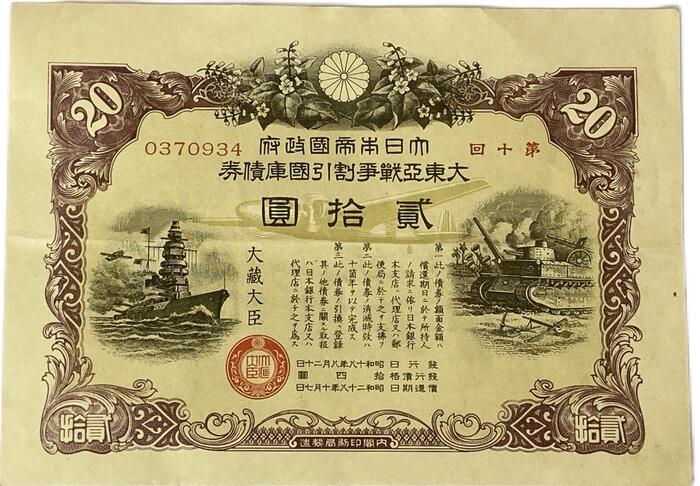 20
20
第十回
0370934
大日本帝國政府
大東亞戰爭割引國庫債券
貳拾圓
第一 此ノ債券ノ額面金額ハ
償還期日ニ於テ所持人
ノ請求ニ依リ日本銀行
本支店、代理店又ハ郵
便局ニ於テ之ヲ支拂フ
第二 此ノ債券ノ消滅時效ハ
十箇年ヲ以テ完成ス
第三 此ノ債券ノ引換、登錄
其ノ他債券ニ關スル取扱
ハ日本銀行本支店又ハ
代理店ニ於テ之ヲ爲ス
大藏大臣
大藏大臣
發行日 昭和十八年八月二十日
發行價格 拾四圓
償還期日 昭和二十八年十月七日
貳拾
貳拾
內閣印刷局製造